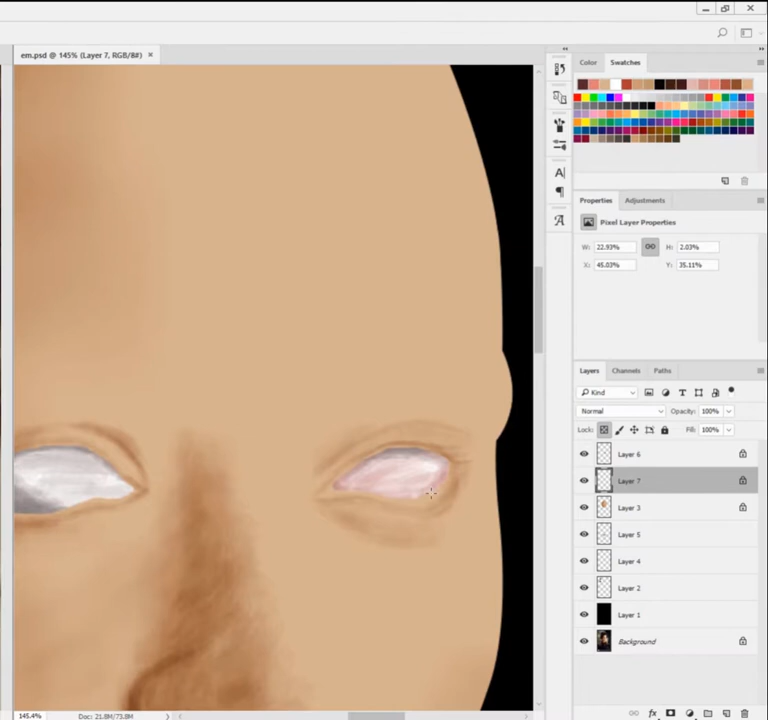 em.psd @ 145% (Layer 7, RGB/8#) ×
Color Swatches
Properties Adjustments
Pixel Layer Properties
W: 22.93% H: 2.03%
X: 45.03% Y: 35.11%
Layers Channels Paths
Kind
Normal Opacity: 100%
Lock: Fill: 100%
Layer 6
Layer 7
Layer 3
Layer 5
Layer 4
Layer 2
Layer 1
Background
145.4% Doc: 21.8M/73.8M